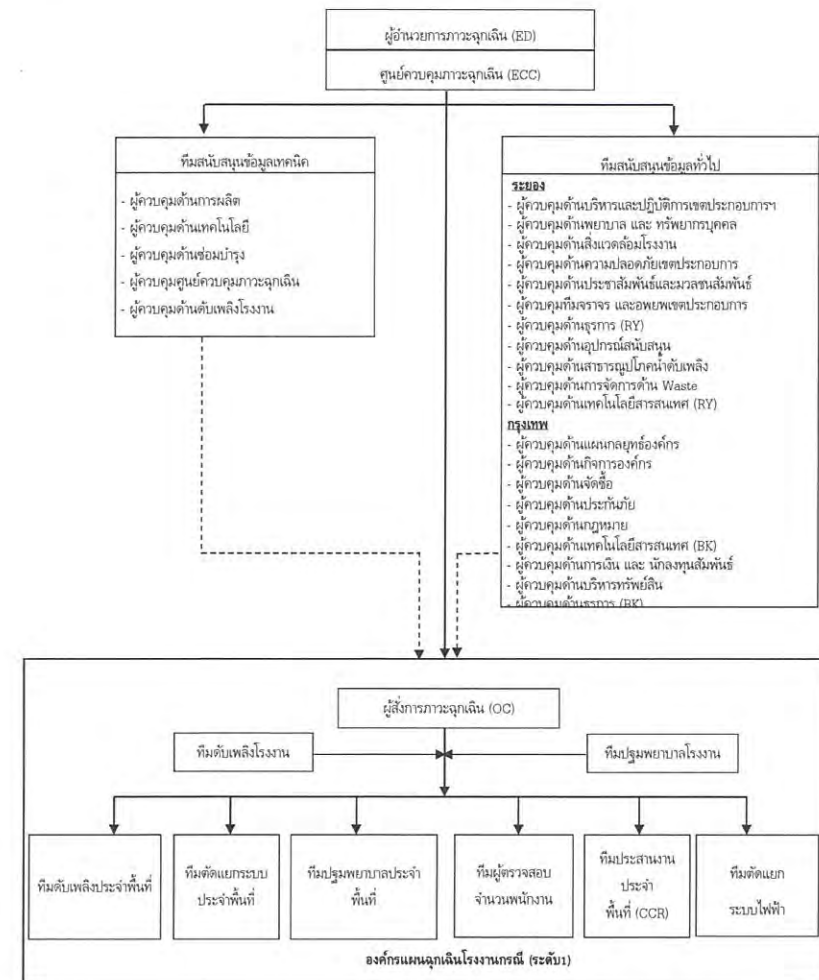 ผู้อำนวยการภาวะฉุกเฉิน (ED)
ศูนย์ควบคุมภาวะฉุกเฉิน (ECC)
ทีมสนับสนุนข้อมูลเทคนิค
- ผู้ควบคุมด้านการผลิต
- ผู้ควบคุมด้านเทคโนโลยี
- ผู้ควบคุมด้านซ่อมบำรุง
- ผู้ควบคุมศูนย์ควบคุมภาวะฉุกเฉิน
- ผู้ควบคุมด้านดับเพลิงโรงงาน
ทีมสนับสนุนข้อมูลทั่วไป
ระยอง
- ผู้ควบคุมด้านบริหารและปฏิบัติการเขตประกอบการฯ
- ผู้ควบคุมด้านพยาบาล และ ทรัพยากรบุคคล
- ผู้ควบคุมด้านสิ่งแวดล้อมโรงงาน
- ผู้ควบคุมด้านความปลอดภัยเขตประกอบการ
- ผู้ควบคุมด้านประชาสัมพันธ์และมวลชนสัมพันธ์
- ผู้ควบคุมทีมจราจร และอพยพเขตประกอบการ
- ผู้ควบคุมด้านธุรการ (RY)
- ผู้ควบคุมด้านอุปกรณ์สนับสนุน
- ผู้ควบคุมด้านสาธารณูปโภคน้ำดับเพลิง
- ผู้ควบคุมด้านการจัดการด้าน Waste
- ผู้ควบคุมด้านเทคโนโลยีสารสนเทศ (RY)
กรุงเทพ
- ผู้ควบคุมด้านแผนกลยุทธ์องค์กร
- ผู้ควบคุมด้านกิจการองค์กร
- ผู้ควบคุมด้านจัดซื้อ
- ผู้ควบคุมด้านประกันภัย
- ผู้ควบคุมด้านกฎหมาย
- ผู้ควบคุมด้านเทคโนโลยีสารสนเทศ (BK)
- ผู้ควบคุมด้านการเงิน และ นักลงทุนสัมพันธ์
- ผู้ควบคุมด้านบริหารทรัพย์สิน
- ผู้ควบคุมด้านธุรการ (BK)
ผู้สั่งการภาวะฉุกเฉิน (OC)
ทีมดับเพลิงโรงงาน
ทีมปฐมพยาบาลโรงงาน
ทีมดับเพลิงประจำพื้นที่
ทีมตัดแยกระบบ
ประจำพื้นที่
ทีมปฐมพยาบาลประจำ
พื้นที่
ทีมผู้ตรวจสอบ
จำนวนพนักงาน
ทีมประสานงาน
ประจำ
พื้นที่ (CCR)
ทีมตัดแยก
ระบบไฟฟ้า
องค์กรแผนฉุกเฉินโรงงานกรณี (ระดับ1)